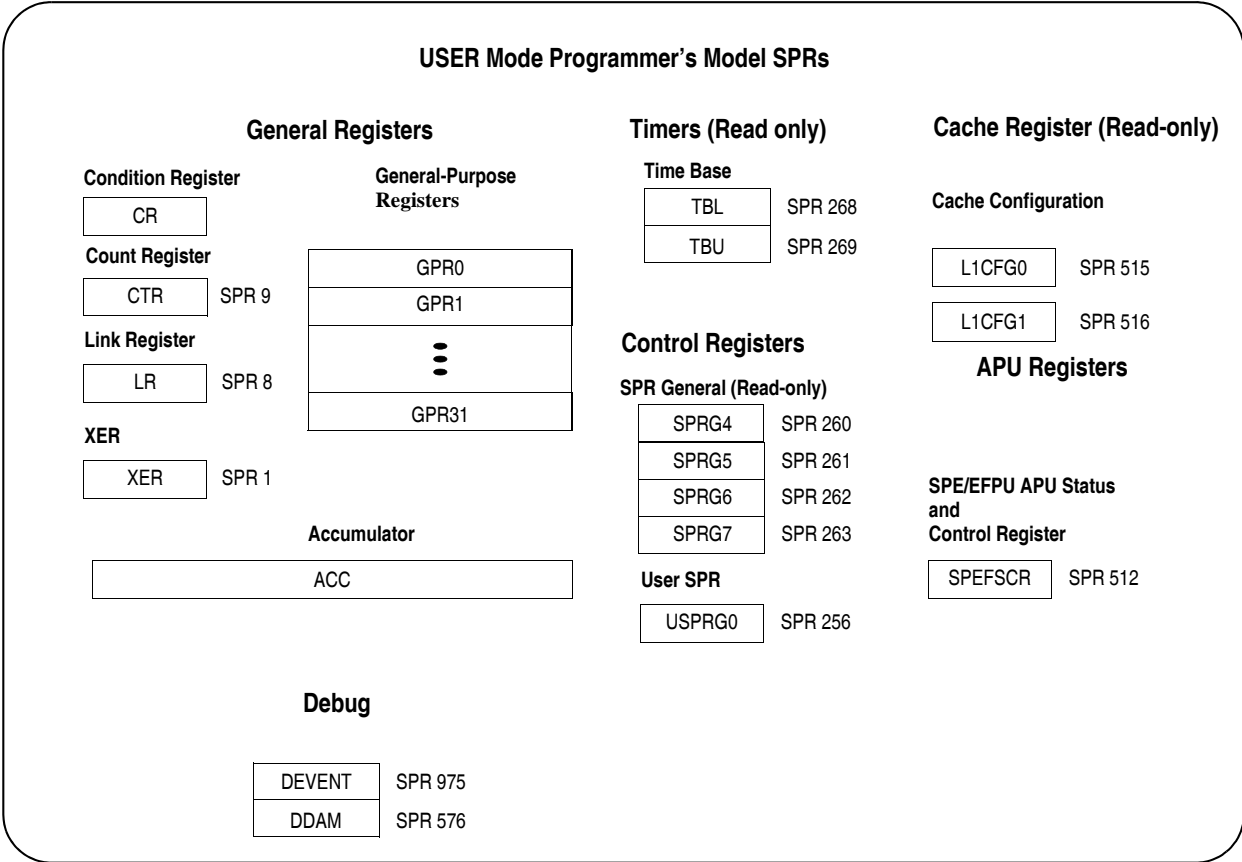 USER Mode Programmer's Model SPRs
General Registers
Condition Register
CR
Count Register
CTR SPR 9
Link Register
LR SPR 8
XER
XER SPR 1
General-Purpose
Registers
GPR0
GPR1
GPR31
Accumulator
ACC
Timers (Read only)
Time Base
TBL SPR 268
TBU SPR 269
Control Registers
SPR General (Read-only)
SPRG4 SPR 260
SPRG5 SPR 261
SPRG6 SPR 262
SPRG7 SPR 263
User SPR
USPRG0 SPR 256
Cache Register (Read-only)
Cache Configuration
L1CFG0 SPR 515
L1CFG1 SPR 516
APU Registers
SPE/EFPU APU Status
and
Control Register
SPEFSCR SPR 512
Debug
DEVENT SPR 975
DDAM SPR 576